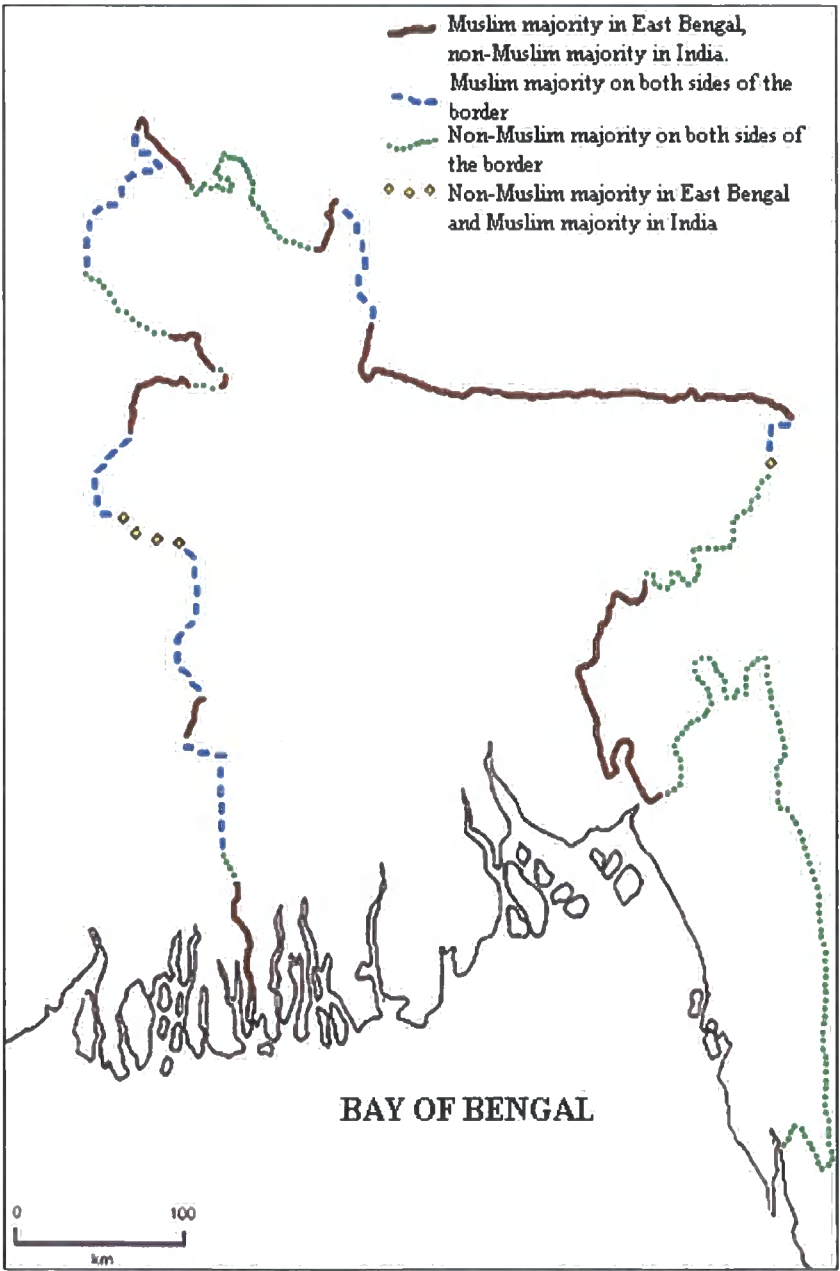 Muslim majority in East Bengal,
non-Muslim majority in India.
Muslim majority on both sides of the
border
Non-Muslim majority on both sides of
the border
Non-Muslim majority in East Bengal
and Muslim majority in India
BAY OF BENGAL
0 100
km